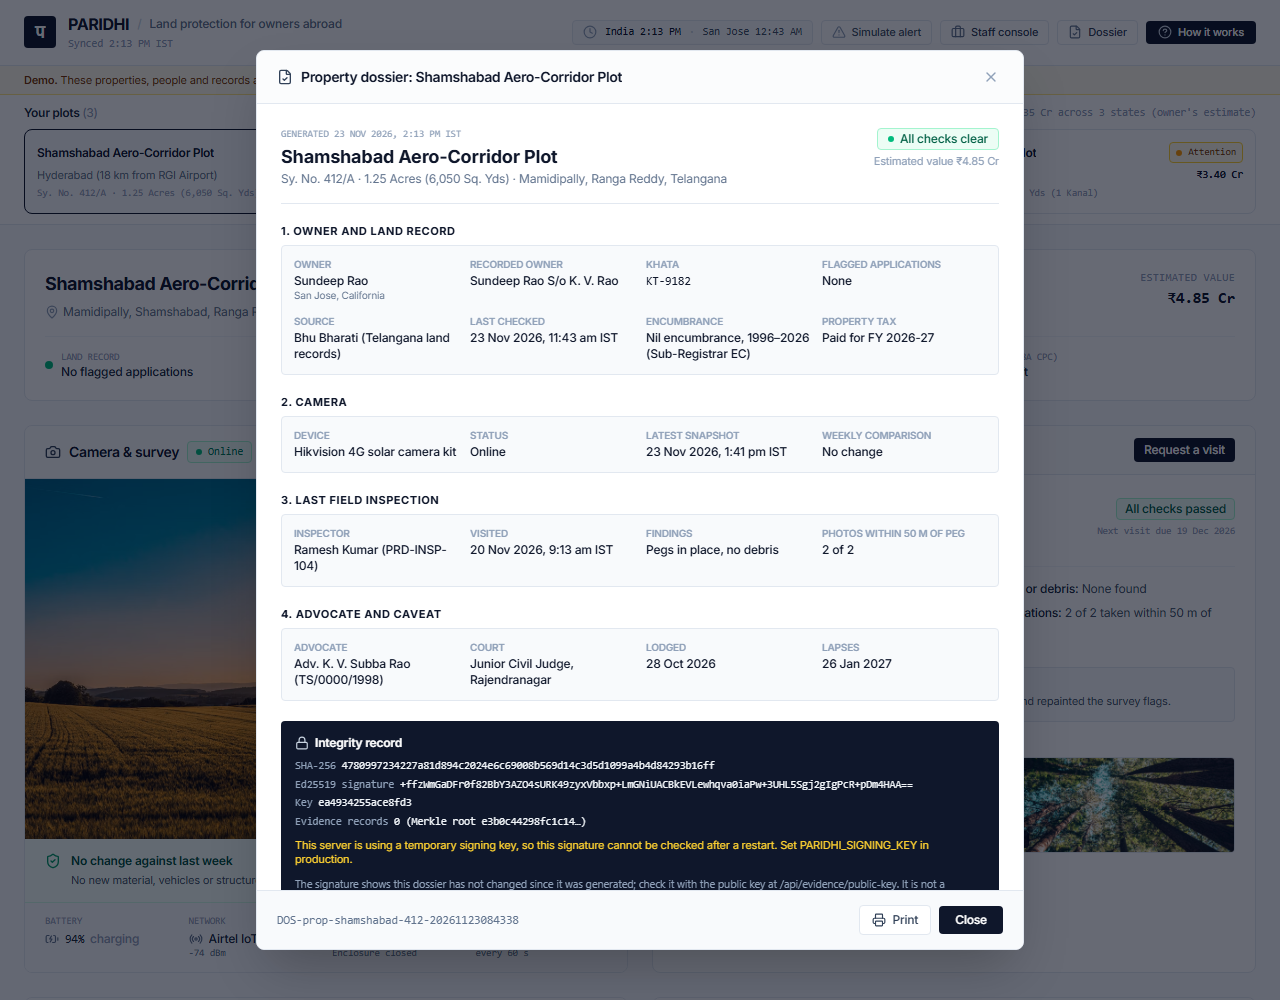 प
PARIDHI / Land protection for owners abroad
Synced 2:13 PM IST
India 2:13 PM · San Jose 12:43 AM
Simulate alert
Staff console
Dossier
How it works
Demo. These properties, people and records a
Your plots (3)
Cr across 3 states (owner's estimate)
Shamshabad Aero-Corridor Plot
Hyderabad (18 km from RGI Airport)
Sy. No. 412/A · 1.25 Acres (6,050 Sq. Yds
Attention
₹3.40 Cr
Yds (1 Kanal)
Shamshabad Aero-Corrid
Mamidipally, Shamshabad, Ranga R
ESTIMATED VALUE
₹4.85 Cr
LAND RECORD
No flagged applications
CPC)
Camera & survey
Online
Request a visit
All checks passed
Next visit due 19 Dec 2026
or debris: None found
ations: 2 of 2 taken within 50 m of
nd repainted the survey flags.
No change against last week
No new material, vehicles or structur
BATTERY
94% charging
NETWORK
Airtel IoT
-74 dBm
Enclosure closed
every 60 s
Property dossier: Shamshabad Aero-Corridor Plot
GENERATED 23 NOV 2026, 2:13 PM IST
Shamshabad Aero-Corridor Plot
Sy. No. 412/A · 1.25 Acres (6,050 Sq. Yds) · Mamidipally, Ranga Reddy, Telangana
All checks clear
Estimated value ₹4.85 Cr
1. OWNER AND LAND RECORD
OWNER
Sundeep Rao
San Jose, California
RECORDED OWNER
Sundeep Rao S/o K. V. Rao
KHATA
KT-9182
FLAGGED APPLICATIONS
None
SOURCE
Bhu Bharati (Telangana land
records)
LAST CHECKED
23 Nov 2026, 11:43 am IST
ENCUMBRANCE
Nil encumbrance, 1996–2026
(Sub-Registrar EC)
PROPERTY TAX
Paid for FY 2026-27
2. CAMERA
DEVICE
Hikvision 4G solar camera kit
STATUS
Online
LATEST SNAPSHOT
23 Nov 2026, 1:41 pm IST
WEEKLY COMPARISON
No change
3. LAST FIELD INSPECTION
INSPECTOR
Ramesh Kumar (PRD-INSP-
104)
VISITED
20 Nov 2026, 9:13 am IST
FINDINGS
Pegs in place, no debris
PHOTOS WITHIN 50 M OF PEG
2 of 2
4. ADVOCATE AND CAVEAT
ADVOCATE
Adv. K. V. Subba Rao
(TS/0000/1998)
COURT
Junior Civil Judge,
Rajendranagar
LODGED
28 Oct 2026
LAPSES
26 Jan 2027
Integrity record
SHA-256 4780997234227a81d894c2024e6c69008b569d14c3d5d1099a4b4d84293b16ff
Ed25519 signature +ffzWmGaDFr0f82BbY3AZO4sURK49zyxVbbxp+LmGNiUACBkEVLewhqva0iaPw+3UHL5Sgj2gIgPcR+pDm4HAA==
Key ea4934255ace8fd3
Evidence records 0 (Merkle root e3b0c44298fc1c14…)
This server is using a temporary signing key, so this signature cannot be checked after a restart. Set PARIDHI_SIGNING_KEY in
production.
The signature shows this dossier has not changed since it was generated; check it with the public key at /api/evidence/public-key. It is not a
DOS-prop-shamshabad-412-20261123084338
Print
Close